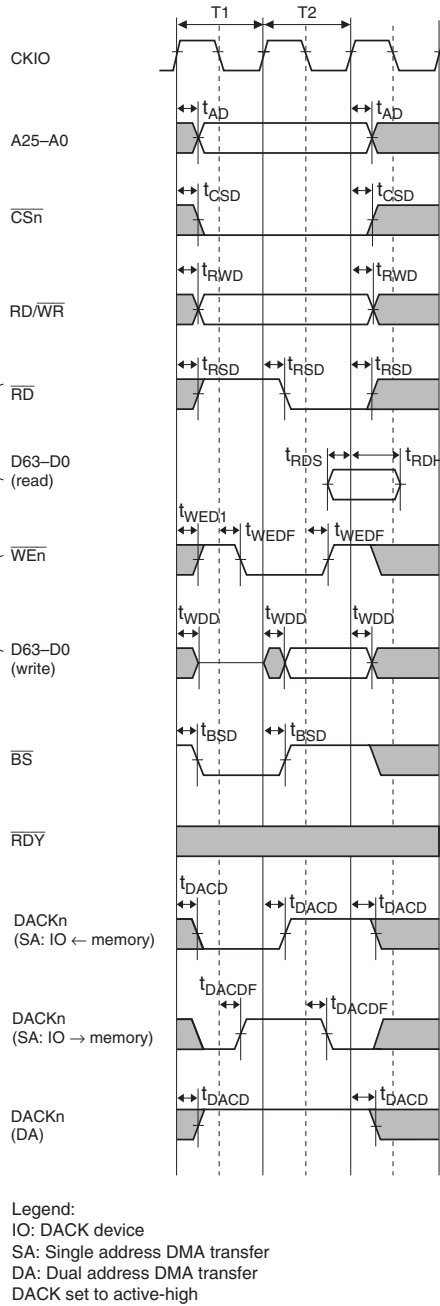 T1 T2
CKIO
tAD tAD
A25–A0
tCSD tCSD
CSn
tRWD tRWD
RD/WR
tRSD tRSD tRSD
RD
D63–D0
(read)
tRDS tRDH
tWED1 tWEDF tWEDF
WEn
tWDD tWDD tWDD
D63–D0
(write)
tBSD tBSD
BS
RDY
tDACD tDACD tDACD
DACKn
(SA: IO ← memory)
tDACDF tDACDF
DACKn
(SA: IO → memory)
tDACD tDACD
DACKn
(DA)
Legend:
IO: DACK device
SA: Single address DMA transfer
DA: Dual address DMA transfer
DACK set to active-high